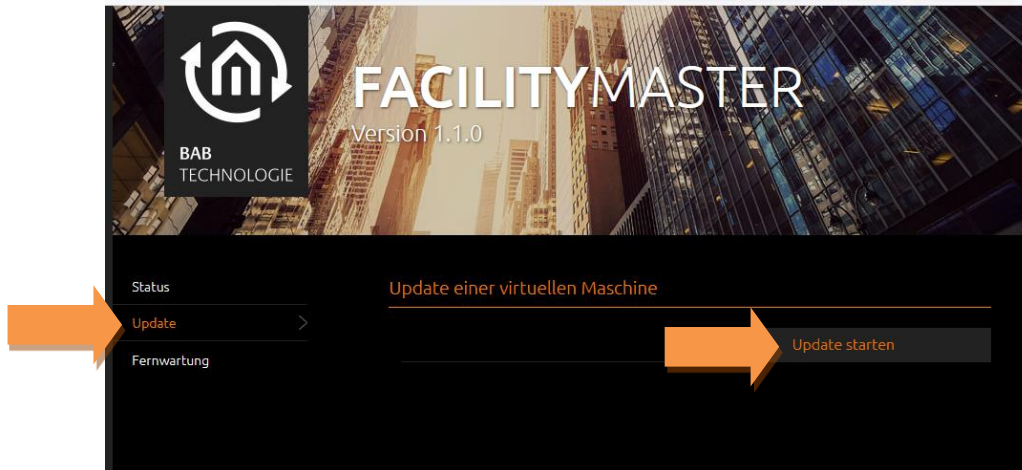 BAB
TECHNOLOGIE
FACILITYMASTER
Version 1.1.0
Status
Update
Fernwartung
Update einer virtuellen Maschine
Update starten